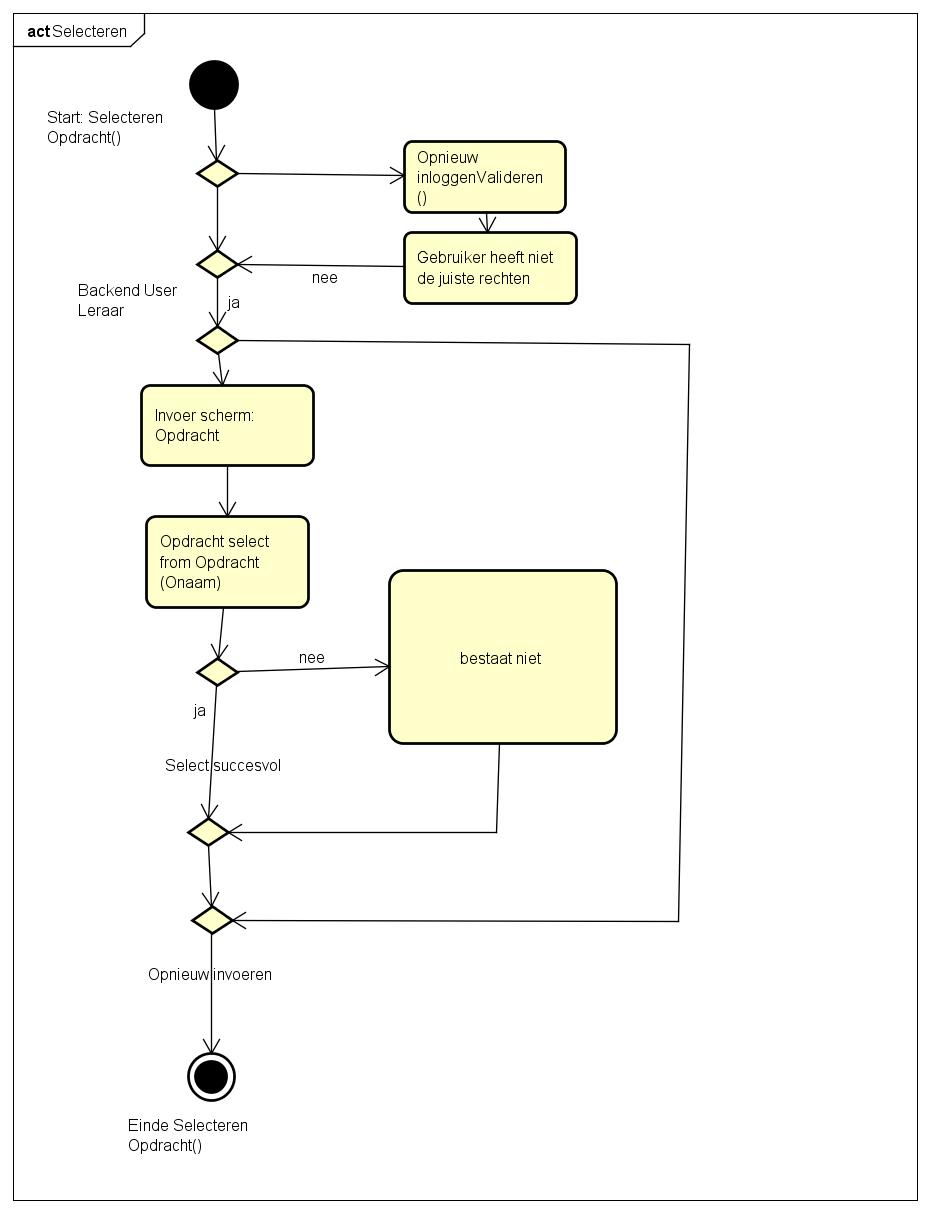 act Selecteren
Start: Selecteren
Opdracht()
Opnieuw
inloggenValideren
()
Gebruiker heeft niet
de juiste rechten
nee
Backend User
Leraar
ja
Invoer scherm:
Opdracht
Opdracht select
from Opdracht
(Onaam)
nee
bestaat niet
ja
Select succesvol
Opnieuw invoeren
Einde Selecteren
Opdracht()